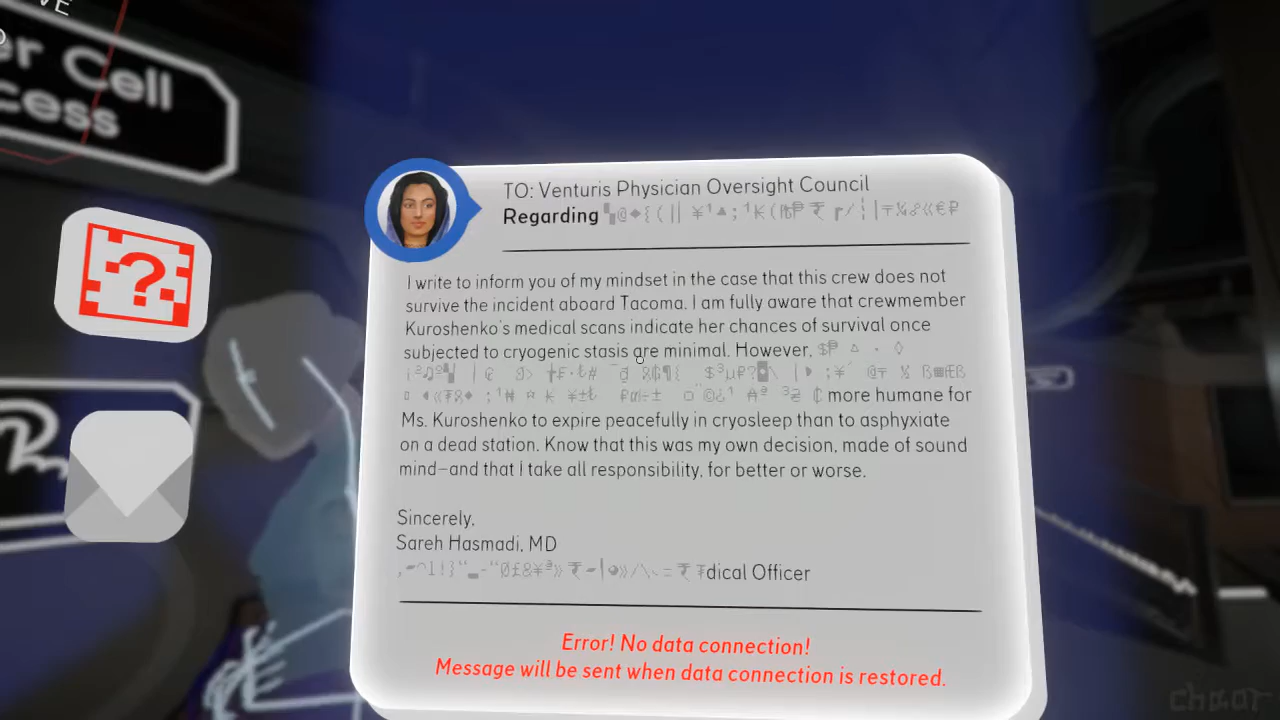 er Cell
cess
TO: Venturis Physician Oversight Council
Regarding
I write to inform you of my mindset in the case that this crew does not
survive the incident aboard Tacoma. I am fully aware that crewmember
Kuroshenko's medical scans indicate her chances of survival once
subjected to cryogenic stasis are minimal. However,
more humane for
Ms. Kuroshenko to expire peacefully in cryosleep than to asphyxiate
on a dead station. Know that this was my own decision, made of sound
mind—and that I take all responsibility, for better or worse.
Sincerely,
Sareh Hasmadi, MD
dical Officer
Error! No data connection!
Message will be sent when data connection is restored.